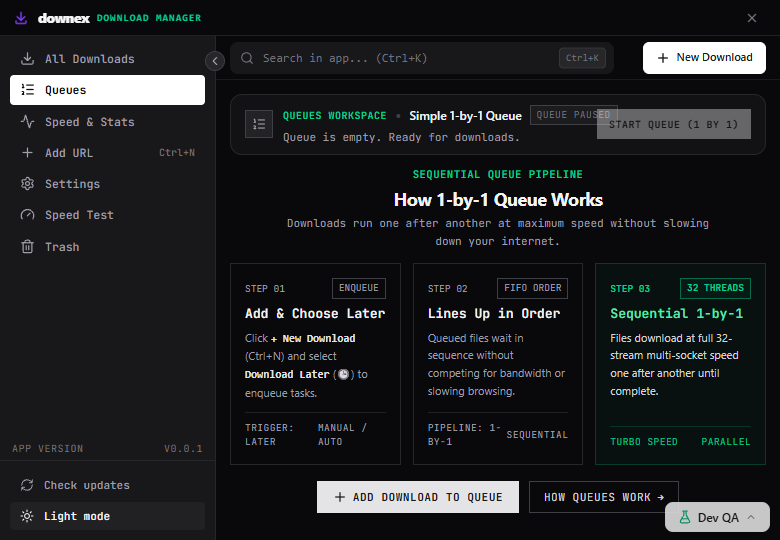 downex DOWNLOAD MANAGER
All Downloads
Queues
Speed & Stats
Add URL Ctrl+N
Settings
Speed Test
Trash
APP VERSION V0.0.1
Check updates
Light mode
Search in app... (Ctrl+K) Ctrl+K
New Download
QUEUES WORKSPACE • Simple 1-by-1 Queue QUEUE PAUSED
Queue is empty. Ready for downloads.
START QUEUE (1 BY 1)
SEQUENTIAL QUEUE PIPELINE
How 1-by-1 Queue Works
Downloads run one after another at maximum speed without slowing
down your internet.
STEP 01 ENQUEUE
Add & Choose Later
Click + New Download
(Ctrl+N) and select
Download Later (🕒) to
enqueue tasks.
TRIGGER: LATER
MANUAL / AUTO
STEP 02 FIFO ORDER
Lines Up in Order
Queued files wait in
sequence without
competing for bandwidth or
slowing browsing.
PIPELINE: 1-BY-1
SEQUENTIAL
STEP 03 32 THREADS
Sequential 1-by-1
Files download at full 32-
stream multi-socket speed
one after another until
complete.
TURBO SPEED PARALLEL
+ ADD DOWNLOAD TO QUEUE
HOW QUEUES WORK →
Dev QA